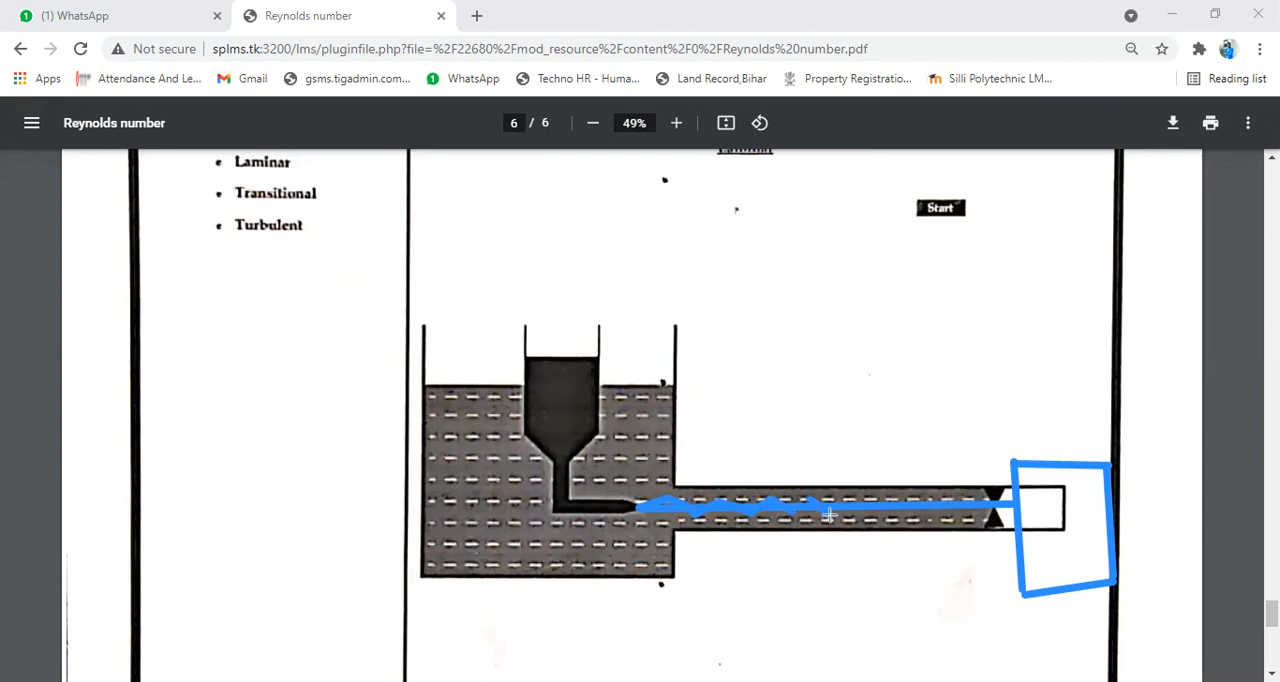 (1) WhatsApp
Reynolds number
Not secure
splms.tk:3200/lms/pluginfile.php?file=%2F22680%2Fmod_resource%2Fcontent%2F0%2FReynolds%20number.pdf
Apps
Attendance And Le...
Gmail
gsms.tigadmin.com...
WhatsApp
Techno HR - Huma...
Land Record,Bihar
Property Registratio...
Silli Polytechnic LM...
Reading list
Reynolds number
6 / 6
49%
Laminar
• Laminar
• Transitional
• Turbulent
Start